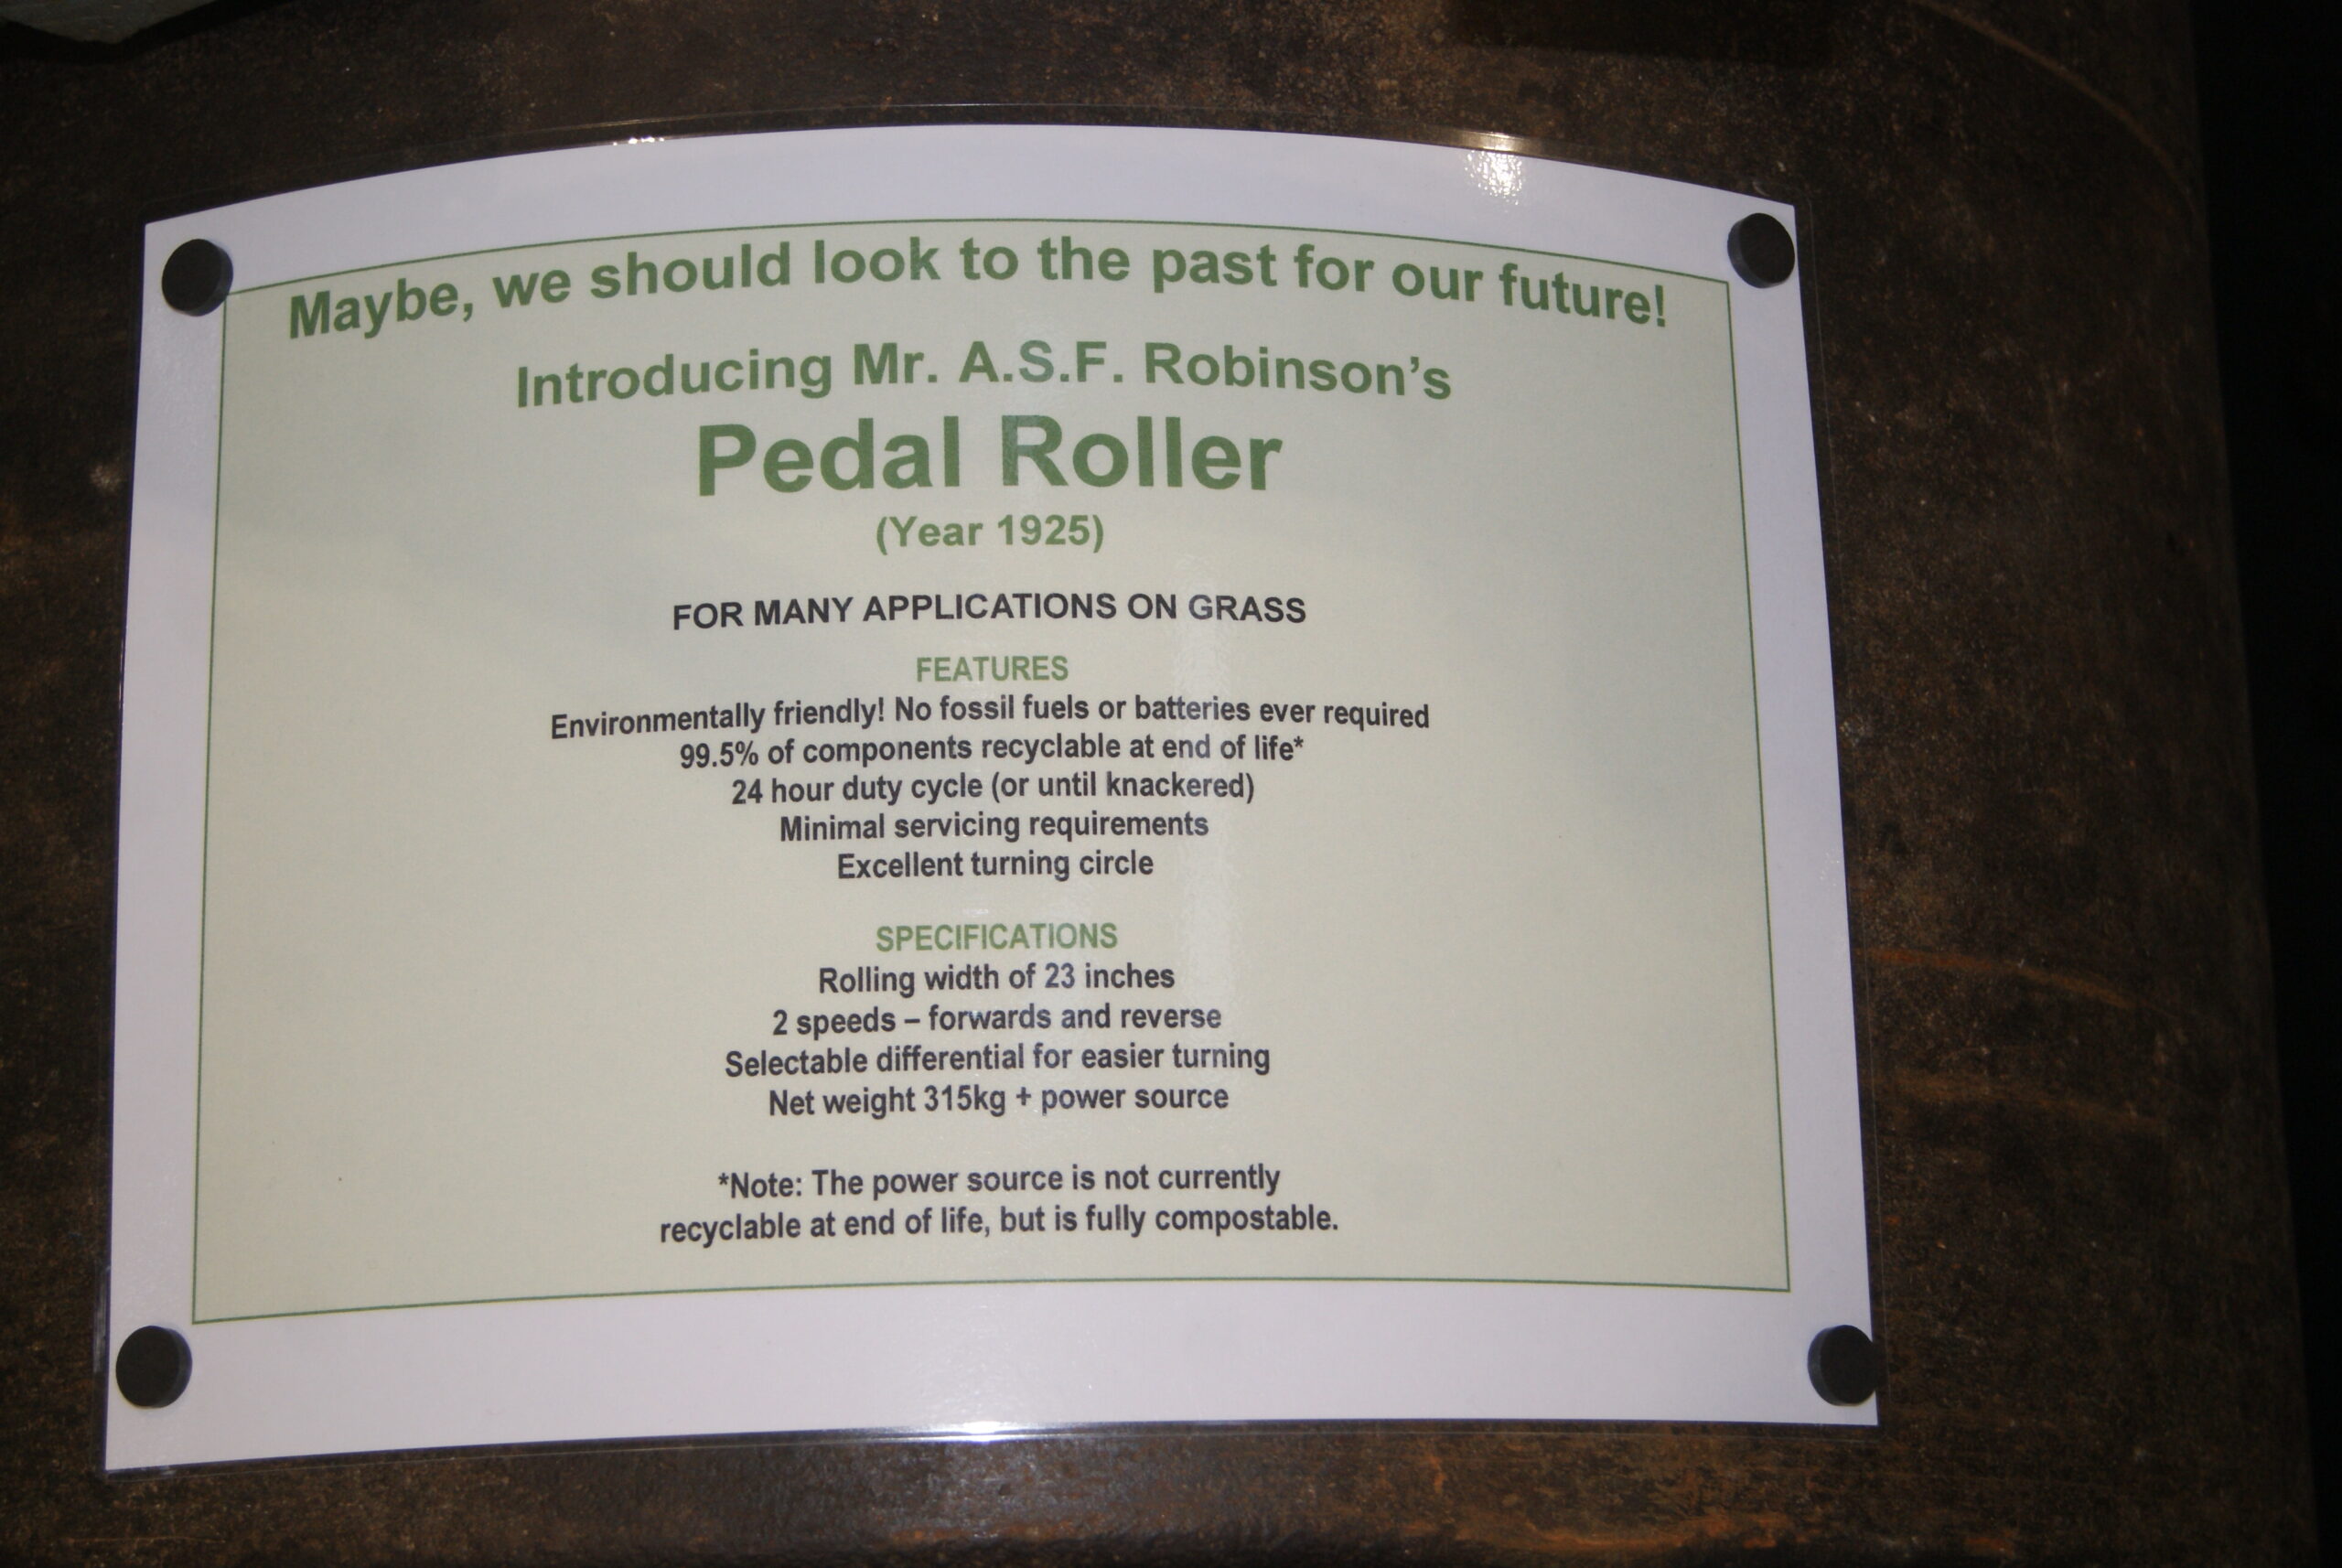 Maybe, we should look to the past for our future!
Introducing Mr. A.S.F. Robinson’s
Pedal Roller
(Year 1925)
FOR MANY APPLICATIONS ON GRASS
FEATURES
Environmentally friendly! No fossil fuels or batteries ever required
99.5% of components recyclable at end of life*
24 hour duty cycle (or until knackered)
Minimal servicing requirements
Excellent turning circle
SPECIFICATIONS
Rolling width of 23 inches
2 speeds – forwards and reverse
Selectable differential for easier turning
Net weight 315kg + power source
*Note: The power source is not currently
recyclable at end of life, but is fully compostable.